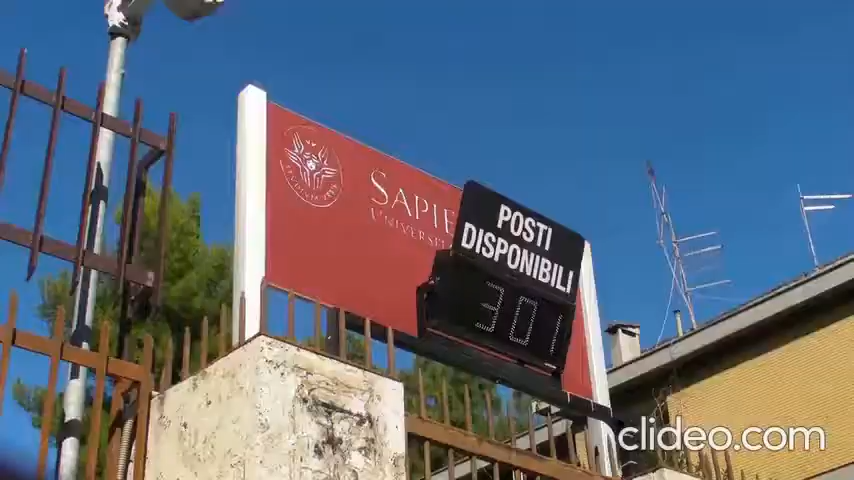 SAPIE
UNIVERSI
POSTI
DISPONIBILI
301
clideo.com